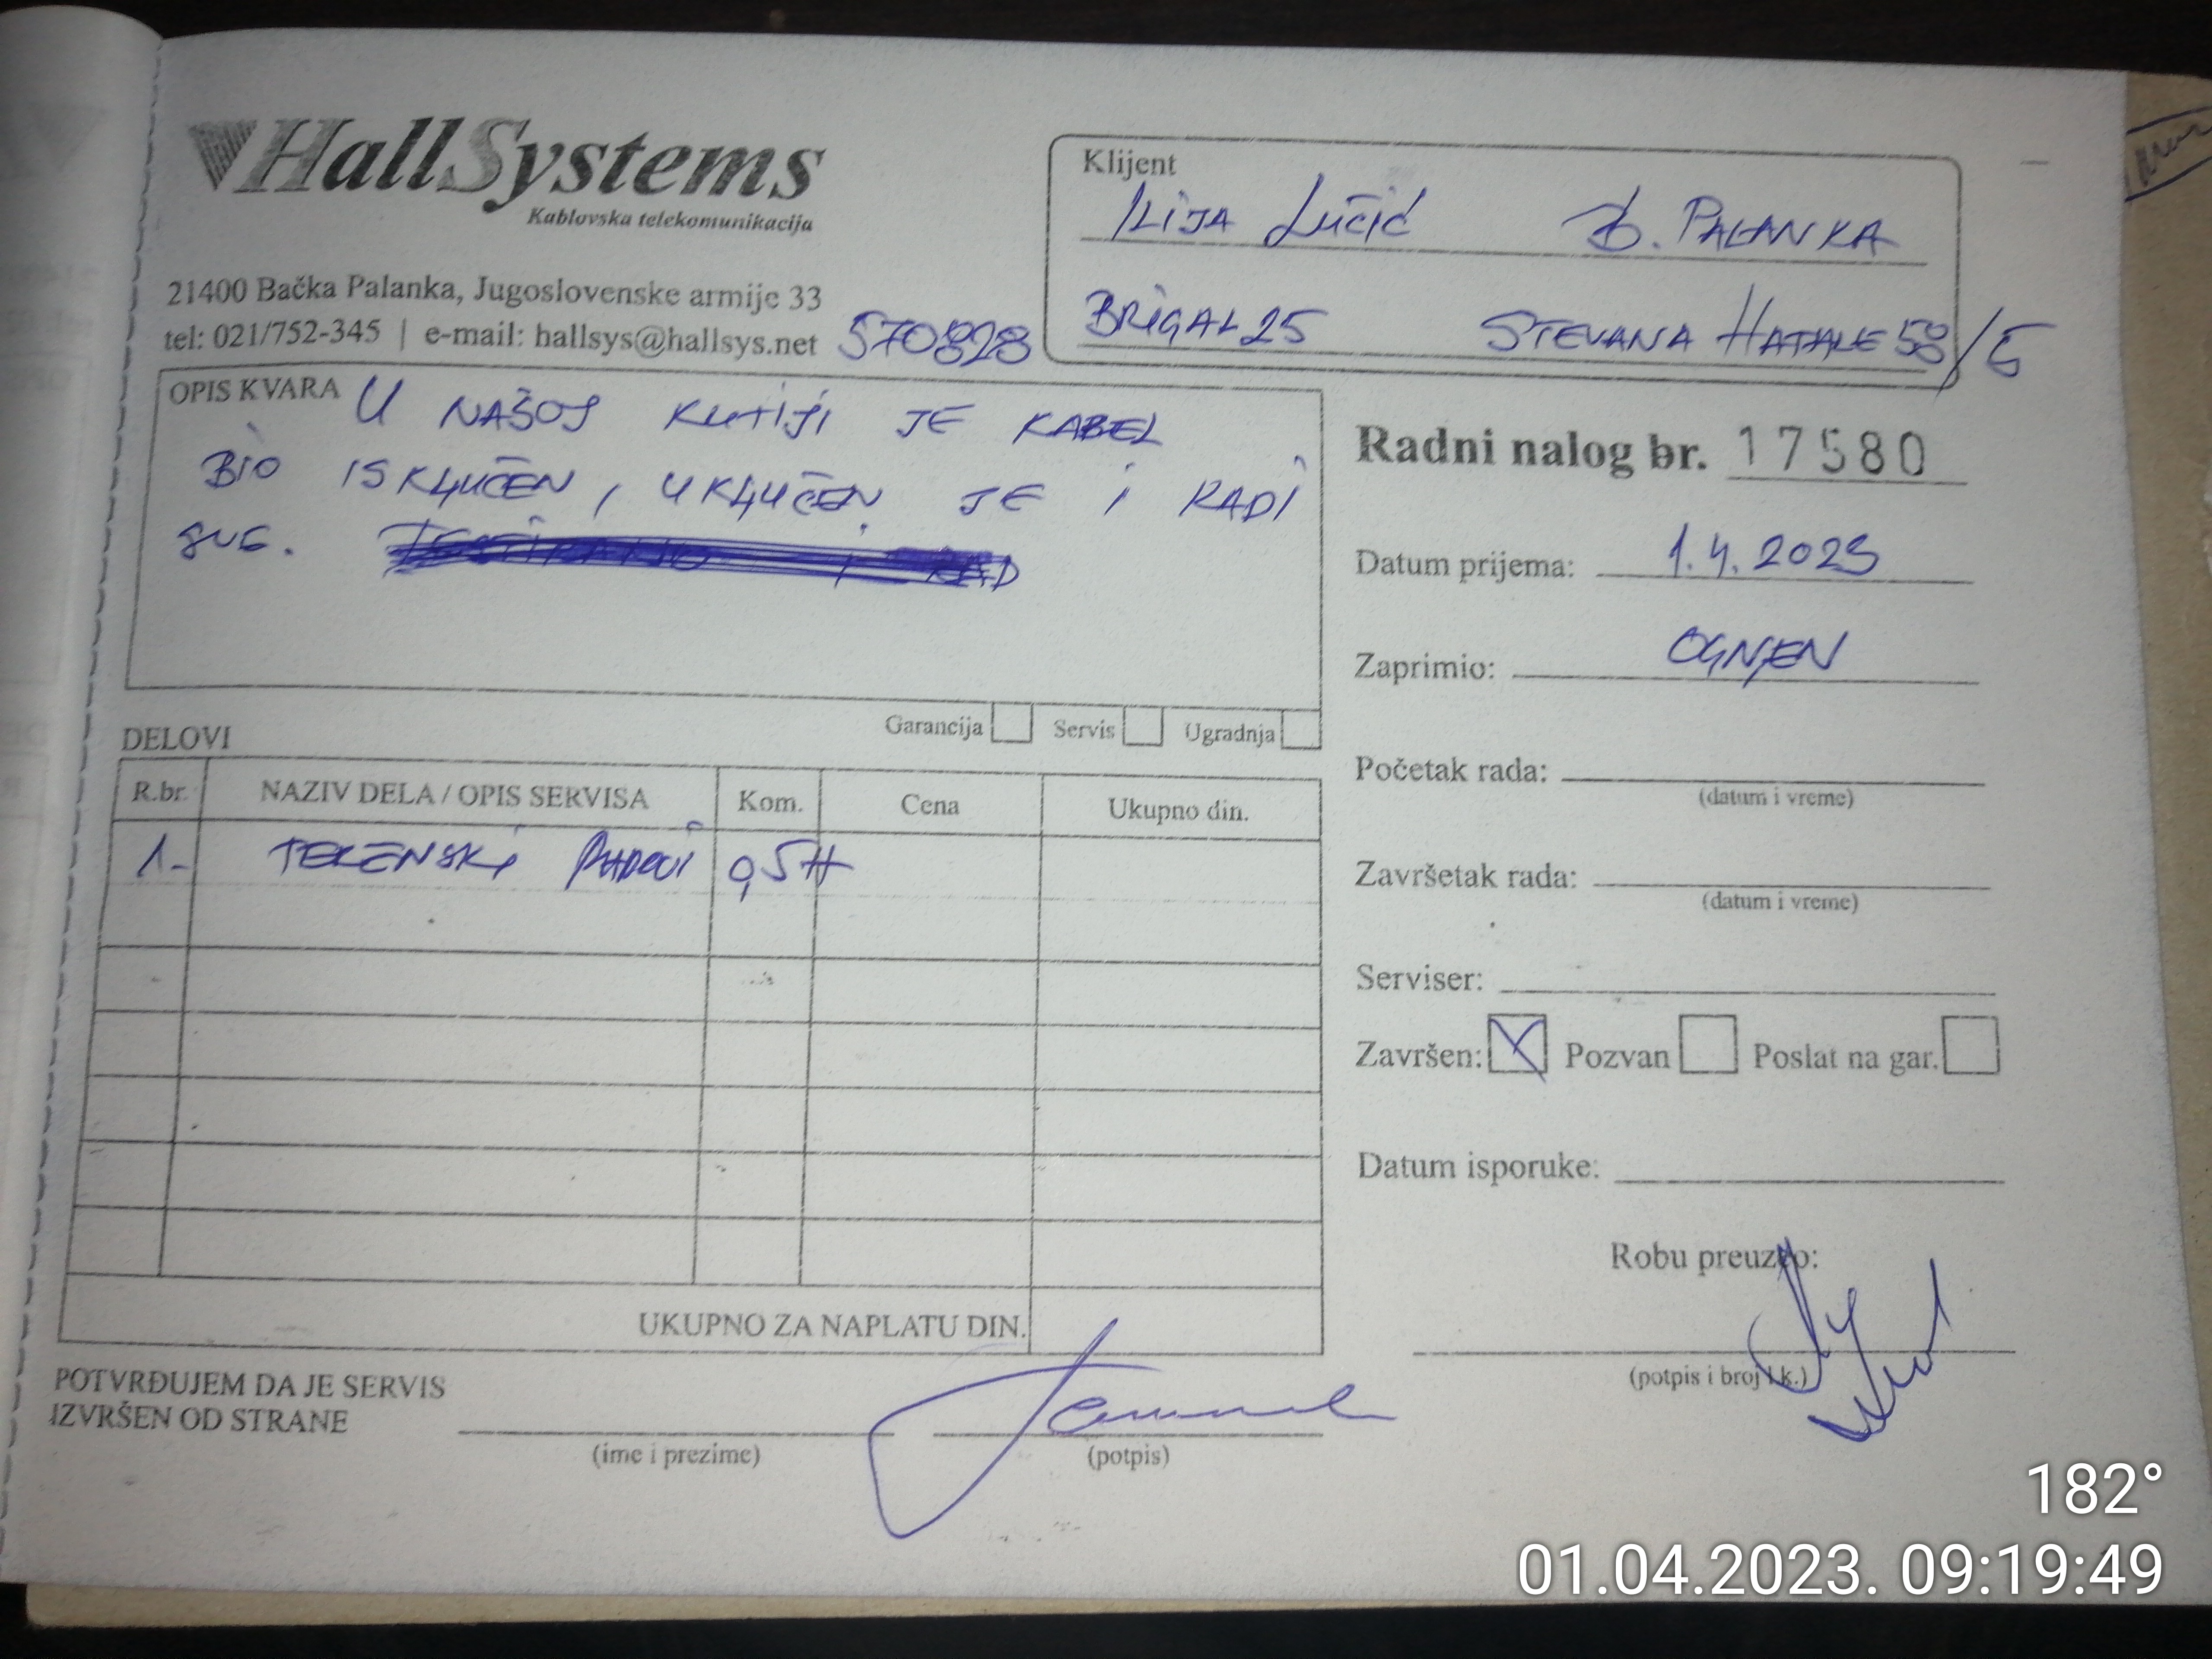 HallSystems
Kablovska telekomunikacija
21400 Bačka Palanka, Jugoslovenske armije 33
tel: 021/752-345 | e-mail: hallsys@hallsys.net 570828
Klijent
ILIJA LUČIĆ B. PALANKA
BRIGAL25 STEVANA HATALE 58/5
OPIS KVARA U NAŠOJ KUTIJI JE KABEL
BIO ISKLJUČEN, UKLJUČEN JE I RADI
SVE.
Radni nalog br. 17580
Datum prijema: 1.4.2023
Zaprimio: OGNJEN
Početak rada:
(datum i vreme)
Završetak rada:
(datum i vreme)
Serviser:
Završen: X Pozvan Poslat na gar.
Datum isporuke:
Robu preuzeo:
(potpis i broj l.k.)
Garancija Servis Ugradnja
DELOVI
R.br. NAZIV DELA / OPIS SERVISA Kom. Cena Ukupno din.
1. TERENSKI RADOVI 0,5H
UKUPNO ZA NAPLATU DIN.
POTVRĐUJEM DA JE SERVIS
IZVRŠEN OD STRANE
(ime i prezime) (potpis)
182°
01.04.2023. 09:19:49